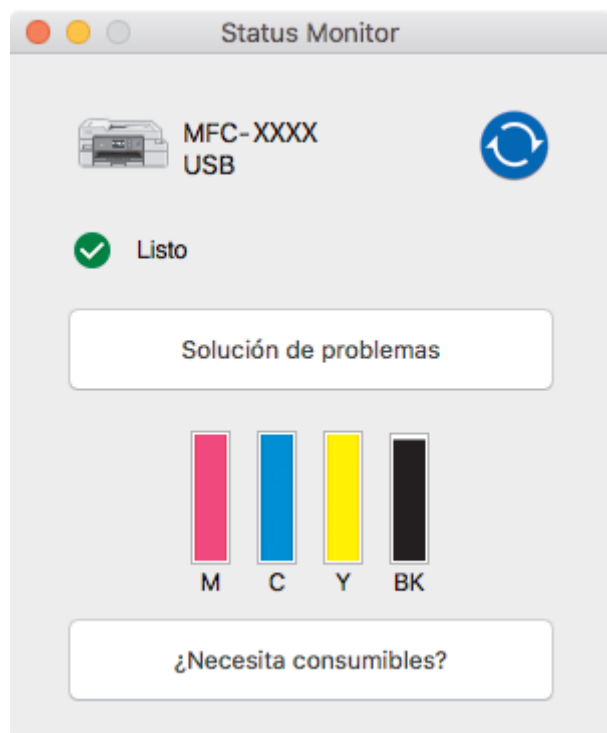 Status Monitor
MFC-XXXX
USB
Listo
Solución de problemas
M C Y BK
¿Necesita consumibles?